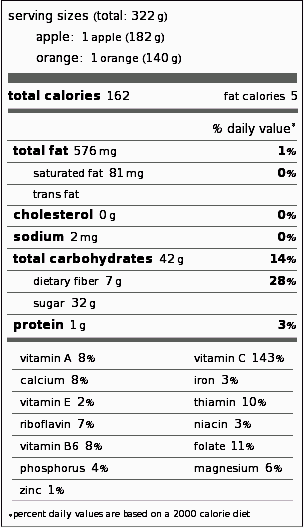 serving sizes (total: 322 g)
apple: 1 apple (182 g)
orange: 1 orange (140 g)
total calories 162 fat calories 5
% daily value*
total fat 576 mg 1%
saturated fat 81 mg 0%
trans fat
cholesterol 0 g 0%
sodium 2 mg 0%
total carbohydrates 42 g 14%
dietary fiber 7 g 28%
sugar 32 g
protein 1 g 3%
vitamin A 8% vitamin C 143%
calcium 8% iron 3%
vitamin E 2% thiamin 10%
riboflavin 7% niacin 3%
vitamin B6 8% folate 11%
phosphorus 4% magnesium 6%
zinc 1%
*percent daily values are based on a 2000 calorie diet